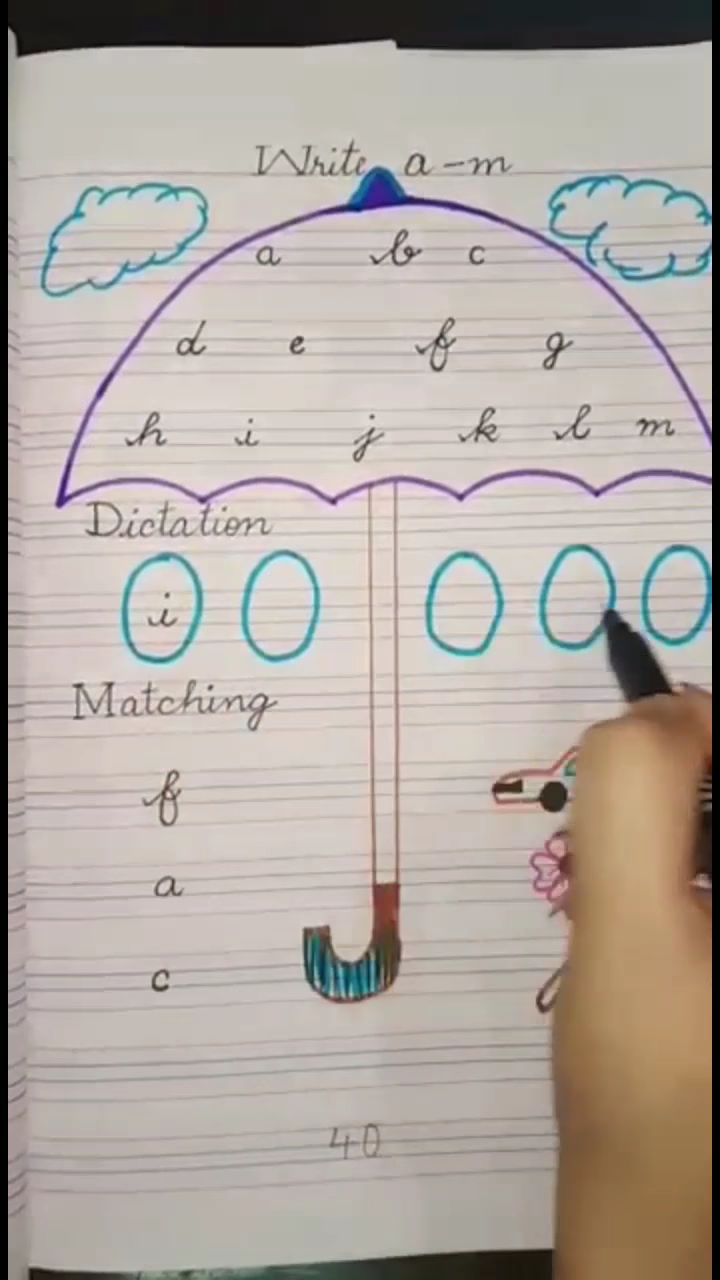 Write a-m
a b c
d e f g
h i j k l m
Dictation
i
Matching
f
a
c
40